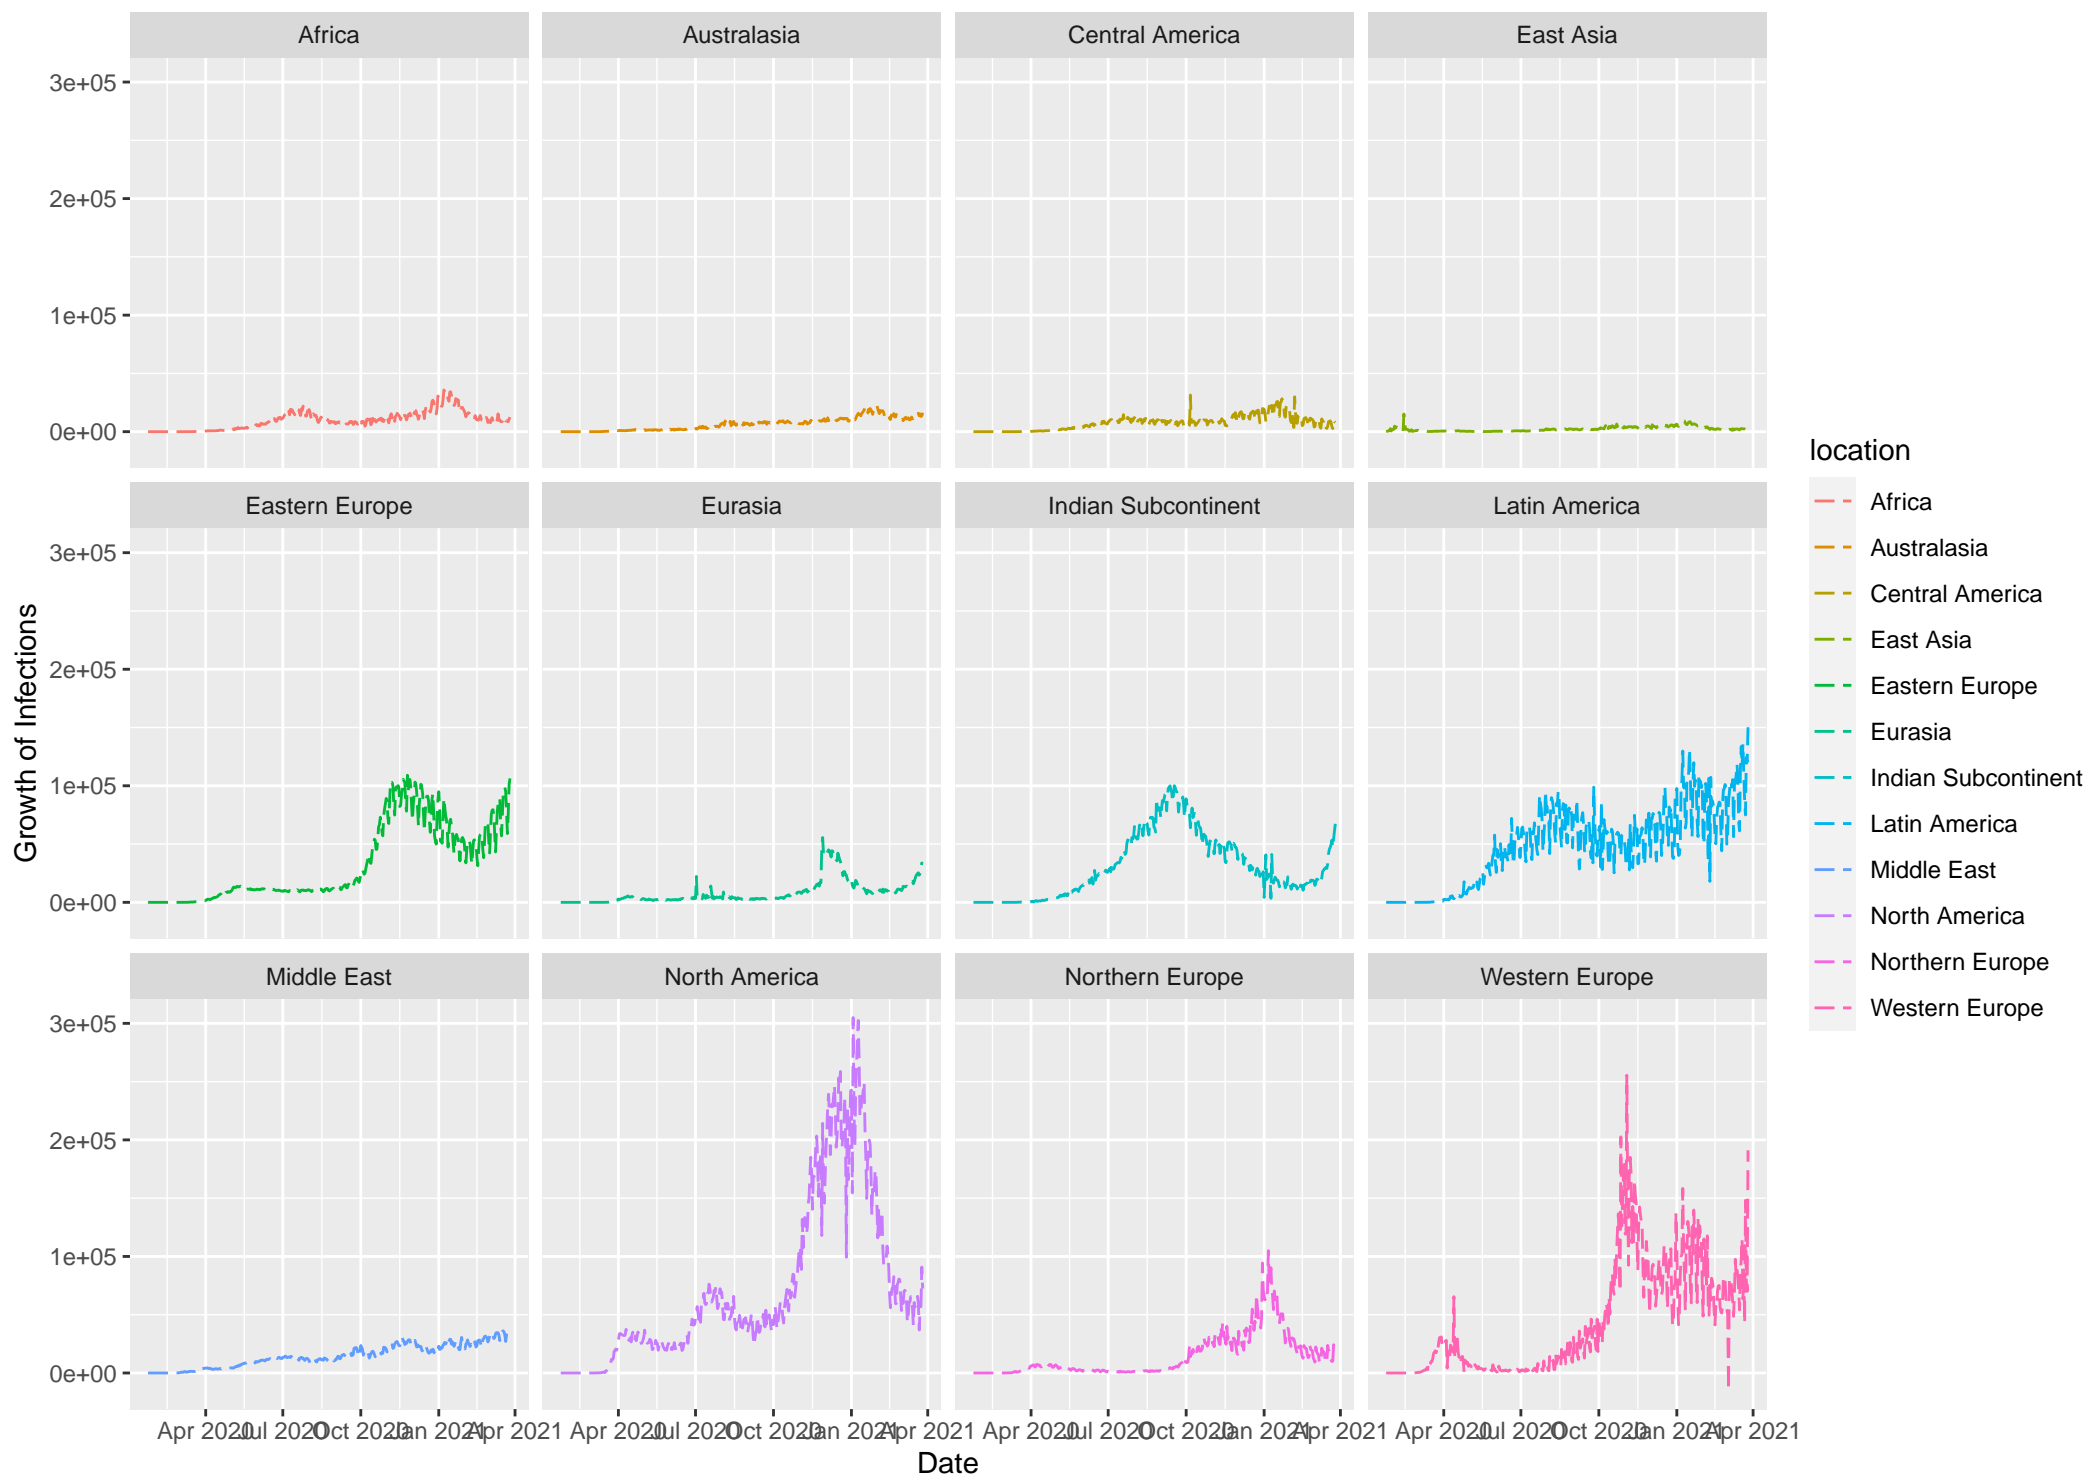 Africa
Australasia
Central America
East Asia
3e+05
2e+05
1e+05
0e+00
Eastern Europe
Eurasia
Indian Subcontinent
Latin America
3e+05
2e+05
1e+05
0e+00
Middle East
North America
Northern Europe
Western Europe
3e+05
2e+05
1e+05
0e+00
Apr 2020 Jul 2020 Oct 2020 Jan 2021 Apr 2021
Apr 2020 Jul 2020 Oct 2020 Jan 2021 Apr 2021
Apr 2020 Jul 2020 Oct 2020 Jan 2021 Apr 2021
Apr 2020 Jul 2020 Oct 2020 Jan 2021 Apr 2021
Date
Growth of Infections
location
Africa
Australasia
Central America
East Asia
Eastern Europe
Eurasia
Indian Subcontinent
Latin America
Middle East
North America
Northern Europe
Western Europe